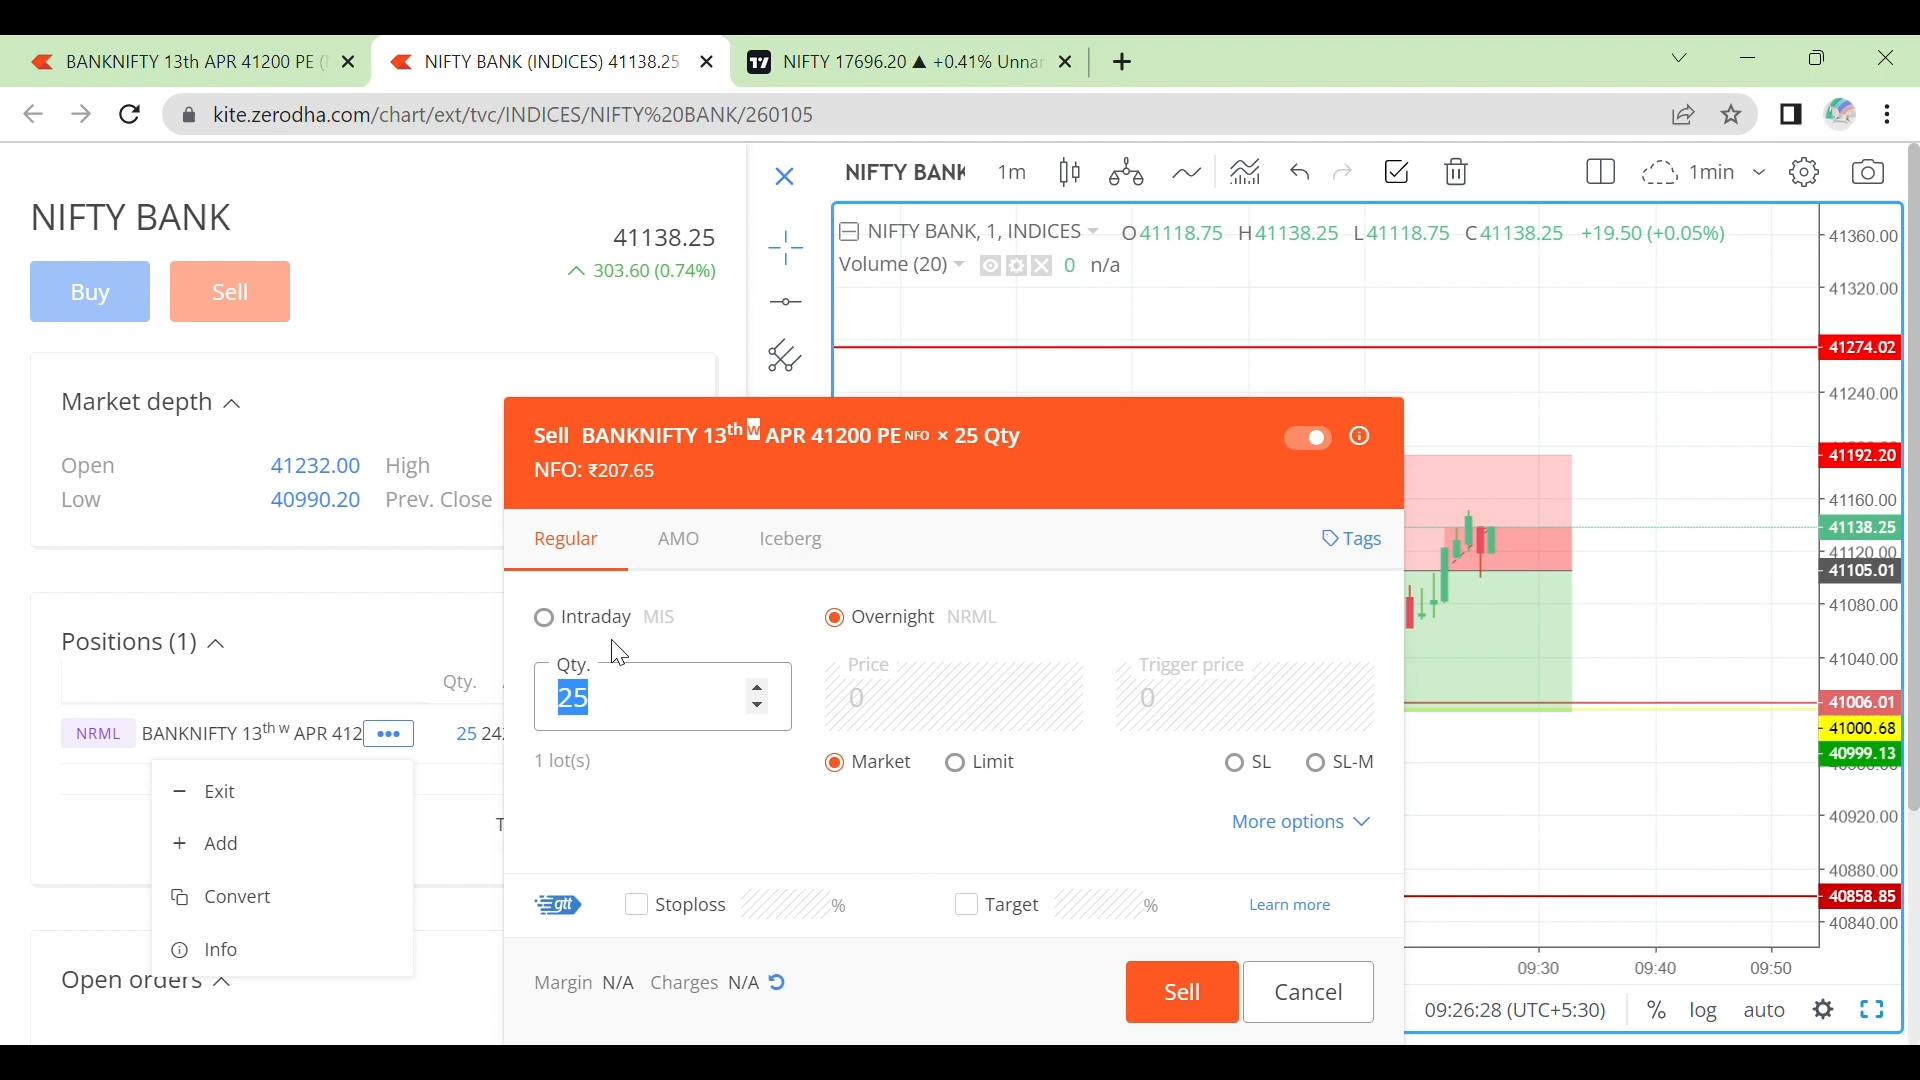 BANKNIFTY 13th APR 41200 PE (
NIFTY BANK (INDICES) 41138.25
NIFTY 17696.20 ▲ +0.41% Unnar
kite.zerodha.com/chart/ext/tvc/INDICES/NIFTY%20BANK/260105
NIFTY BANK
41138.25
303.60 (0.74%)
Buy
Sell
Market depth
Open 41232.00 High
Low 40990.20 Prev. Close
Positions (1)
Qty.
NRML BANKNIFTY 13th w APR 412 ••• 25 24
Exit
Add
Convert
Info
Open orders
NIFTY BANK 1m 1min
NIFTY BANK, 1, INDICES O41118.75 H41138.25 L41118.75 C41138.25 +19.50 (+0.05%)
Volume (20) 0 n/a
Sell BANKNIFTY 13th w APR 41200 PE NFO × 25 Qty
NFO: ₹207.65
Regular AMO Iceberg Tags
Intraday MIS Overnight NRML
Qty. Price Trigger price
25 0 0
1 lot(s) Market Limit SL SL-M
More options
gtt Stoploss % Target % Learn more
Margin N/A Charges N/A Sell Cancel
41360.00
41320.00
41274.02
41240.00
41192.20
41160.00
41138.25
41120.00
41105.01
41080.00
41040.00
41006.01
41000.68
40999.13
40920.00
40880.00
40858.85
40840.00
09:30 09:40 09:50
09:26:28 (UTC+5:30) % log auto